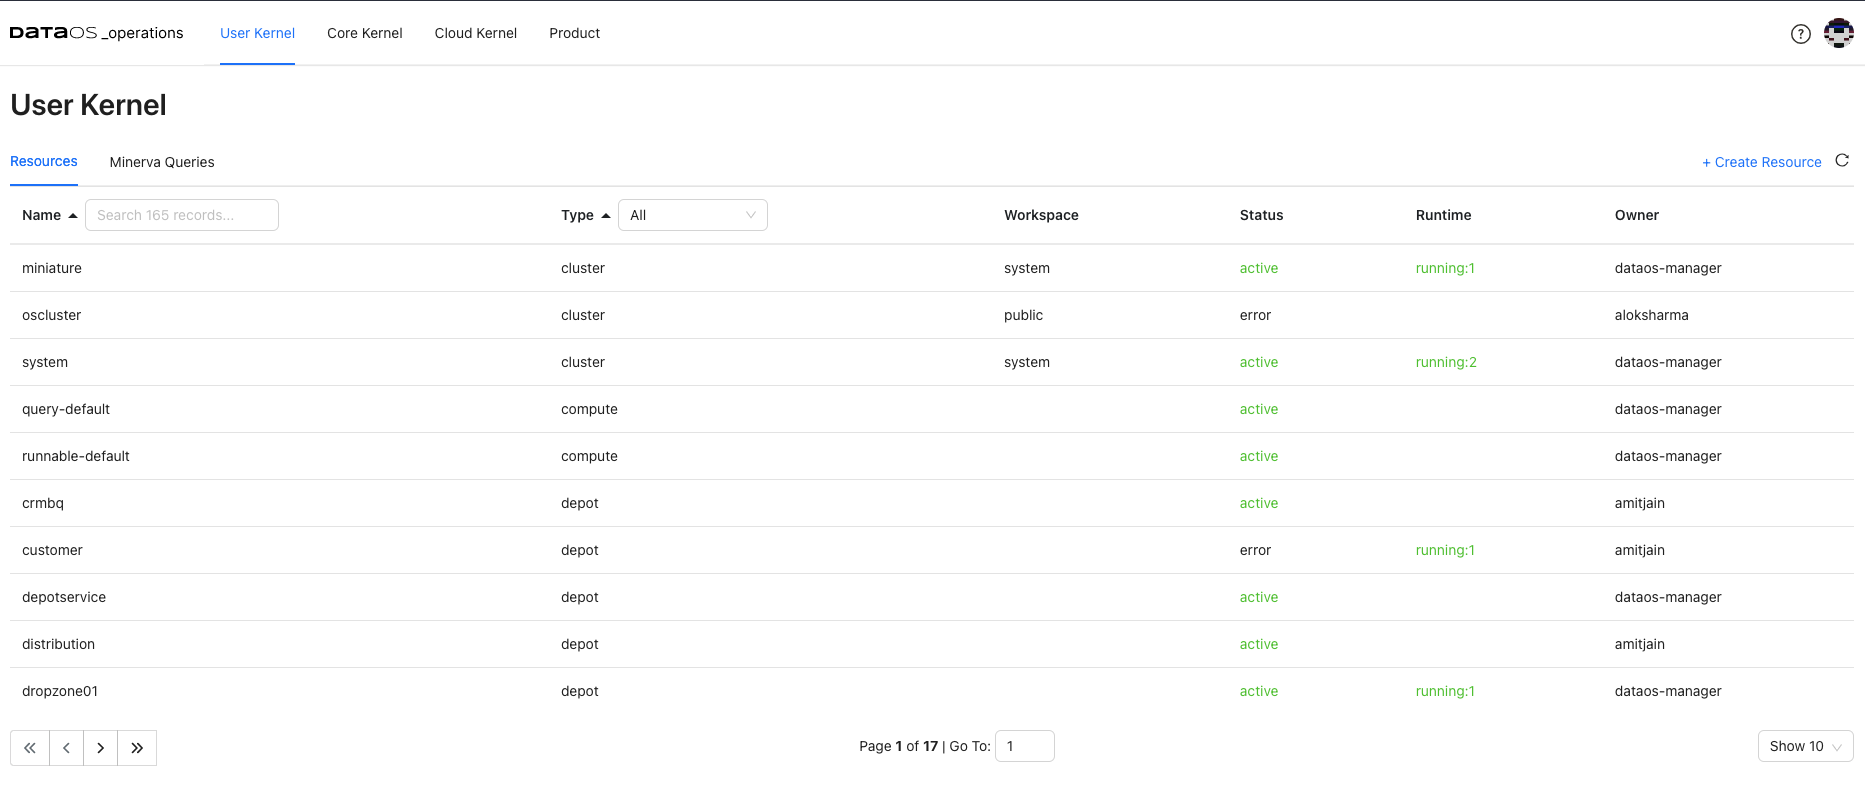 DATAOS _operations User Kernel Core Kernel Cloud Kernel Product ?
User Kernel
Resources Minerva Queries + Create Resource
Name Search 165 records... Type All Workspace Status Runtime Owner
miniature cluster system active running:1 dataos-manager
oscluster cluster public error aloksharma
system cluster system active running:2 dataos-manager
query-default compute active dataos-manager
runnable-default compute active dataos-manager
crmbq depot active amitjain
customer depot error running:1 amitjain
depotservice depot active dataos-manager
distribution depot active amitjain
dropzone01 depot active running:1 dataos-manager
Page 1 of 17 | Go To: 1 Show 10